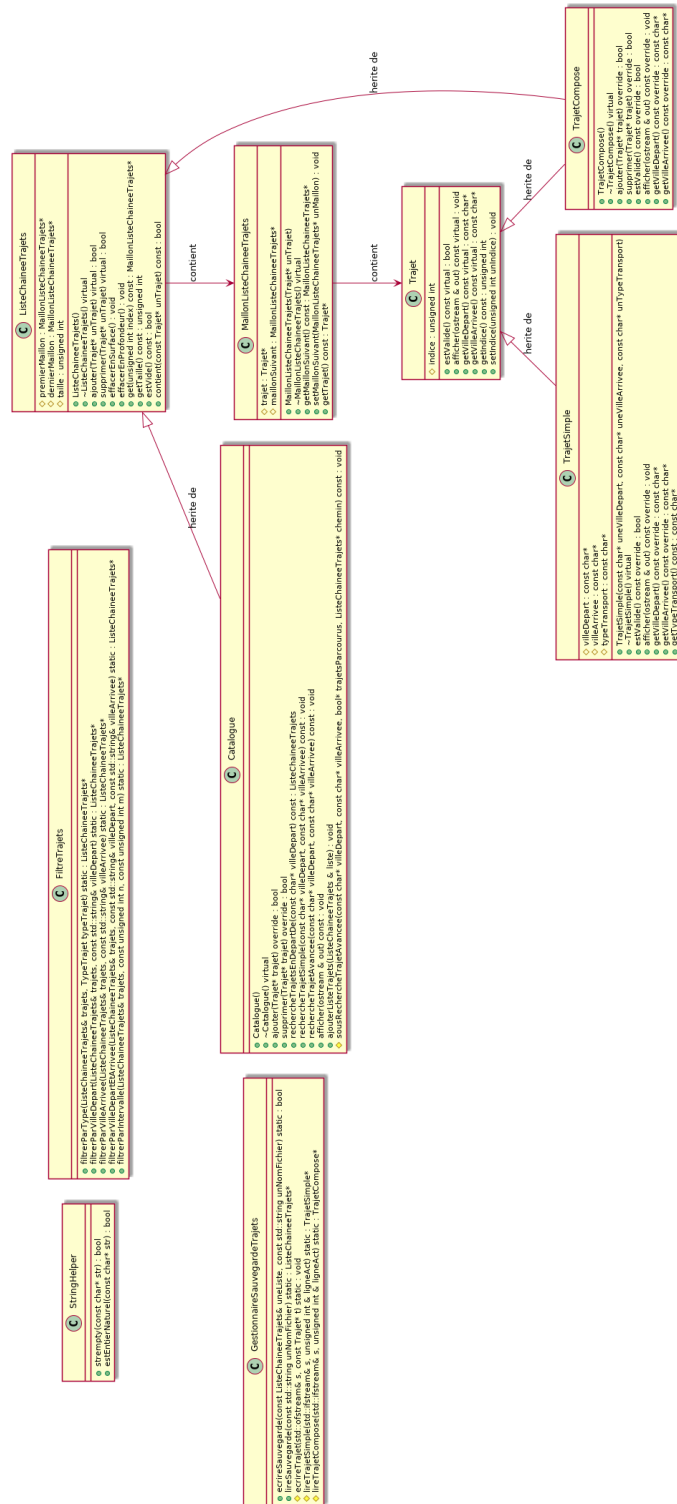 StringHelper
strempty(const char* str) : bool
estEntierNaturel(const char* str) : bool
FiltreTrajets
filtrerParType(ListeChaineeTrajets& trajets, TypeTrajet typeTrajet) static : ListeChaineeTrajets*
filtrerParVilleDepart(ListeChaineeTrajets& trajets, const std::string& villeDepart) static : ListeChaineeTrajets*
filtrerParVilleArrivee(ListeChaineeTrajets& trajets, const std::string& villeArrivee) static : ListeChaineeTrajets*
filtrerParVilleDepartEtArrivee(ListeChaineeTrajets& trajets, const std::string& villeDepart, const std::string& villeArrivee) static : ListeChaineeTrajets*
filtrerParIntervalle(ListeChaineeTrajets& trajets, const unsigned int n, const unsigned int m) static : ListeChaineeTrajets*
ListeChaineeTrajets
premierMaillon : MaillonListeChaineeTrajets*
dernierMaillon : MaillonListeChaineeTrajets*
taille : unsigned int
ListeChaineeTrajets()
~ListeChaineeTrajets() virtual
ajouter(Trajet* unTrajet) virtual : bool
supprimer(Trajet* unTrajet) virtual : bool
effacerEnSurface() : void
effacerEnProfondeur() : void
get(unsigned int index) const : MaillonListeChaineeTrajets*
getTaille() const : unsigned int
estVide() const : bool
contient(const Trajet* unTrajet) const : bool
herite de
contient
herite de
GestionnaireSauvegardeTrajets
ecrireSauvegarde(const ListeChaineeTrajets& uneListe, const std::string unNomFichier) static : bool
lireSauvegarde(const std::string unNomFichier) static : ListeChaineeTrajets*
ecrireTrajet(std::ofstream& s, const Trajet* t) static : void
lireTrajetSimple(std::ifstream& s, unsigned int & ligneAct) static : TrajetSimple*
lireTrajetCompose(std::ifstream& s, unsigned int & ligneAct) static : TrajetCompose*
Catalogue
Catalogue()
~Catalogue() virtual
ajouter(Trajet* trajet) override : bool
supprimer(Trajet* trajet) override : bool
rechercheTrajetsEnDepartDe(const char* villeDepart) const : ListeChaineeTrajets
rechercheTrajetSimple(const char* villeDepart, const char* villeArrivee) const : void
rechercheTrajetAvancee(const char* villeDepart, const char* villeArrivee) const : void
afficher(ostream & out) const : void
ajouterListeTrajets(ListeChaineeTrajets & liste) : void
sousRechercheTrajetAvancee(const char* villeDepart, const char* villeArrivee, bool* trajetsParcourus, ListeChaineeTrajets* chemin) const : void
MaillonListeChaineeTrajets
trajet : Trajet*
maillonSuivant : MaillonListeChaineeTrajets*
MaillonListeChaineeTrajets(Trajet* unTrajet)
~MaillonListeChaineeTrajets() virtual
getMaillonSuivant() const : MaillonListeChaineeTrajets*
setMaillonSuivant(MaillonListeChaineeTrajets* unMaillon) : void
getTrajet() const : Trajet*
contient
Trajet
indice : unsigned int
estValide() const virtual : bool
afficher(ostream & out) const virtual : void
getVilleDepart() const virtual : const char*
getVilleArrivee() const virtual : const char*
getIndice() const : unsigned int
setIndice(unsigned int unIndice) : void
herite de
herite de
TrajetSimple
villeDepart : const char*
villeArrivee : const char*
typeTransport : const char*
TrajetSimple(const char* uneVilleDepart, const char* uneVilleArrivee, const char* unTypeTransport)
~TrajetSimple() virtual
estValide() const override : bool
afficher(ostream & out) const override : void
getVilleDepart() const override : const char*
getVilleArrivee() const override : const char*
getTypeTransport() const : const char*
TrajetCompose
TrajetCompose()
~TrajetCompose() virtual
ajouter(Trajet* trajet) override : bool
supprimer(Trajet* trajet) override : bool
estValide() const override : bool
afficher(ostream & out) const override : void
getVilleDepart() const override : const char*
getVilleArrivee() const override : const char*